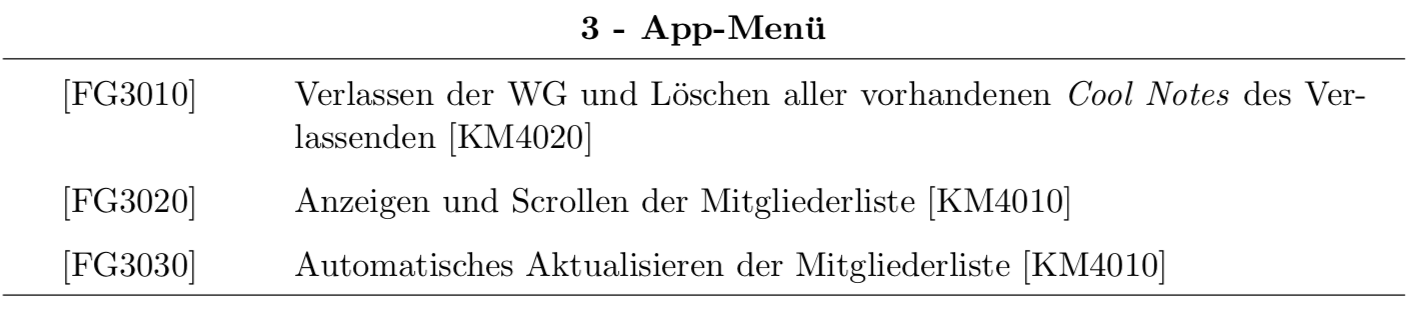 3 - App-Menü
[FG3010] Verlassen der WG und Löschen aller vorhandenen Cool Notes des Ver-
lassenden [KM4020]
[FG3020] Anzeigen und Scrollen der Mitgliederliste [KM4010]
[FG3030] Automatisches Aktualisieren der Mitgliederliste [KM4010]